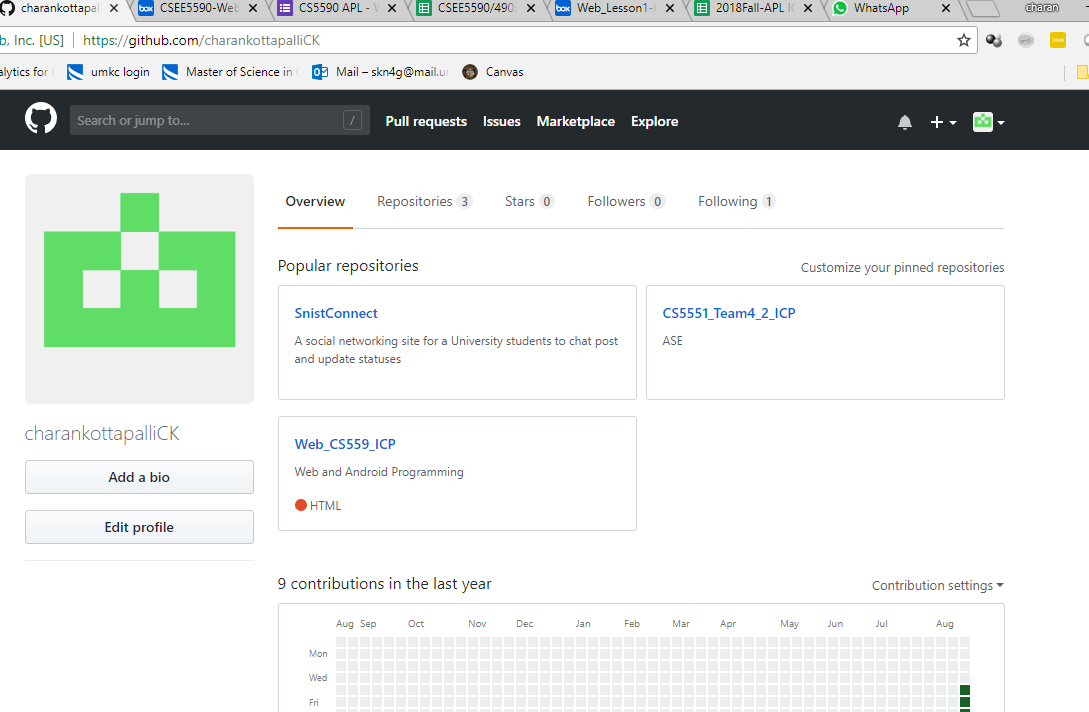 charankottapal
box CSEE5590-Web
CS5590 APL - V
CSEE5590/490
box Web_Lesson1-
2018Fall-APL I
WhatsApp
charan
b, Inc. [US] https://github.com/charankottapalliCK
alytics for
umkc login
Master of Science in
Mail – skn4g@mail.u
Canvas
Search or jump to... /
Pull requests Issues Marketplace Explore
Overview Repositories 3 Stars 0 Followers 0 Following 1
Popular repositories
Customize your pinned repositories
SnistConnect
A social networking site for a University students to chat post
and update statuses
CS5551_Team4_2_ICP
ASE
charankottapalliCK
Add a bio
Edit profile
Web_CS559_ICP
Web and Android Programming
HTML
9 contributions in the last year
Contribution settings
Aug Sep Oct Nov Dec Jan Feb Mar Apr May Jun Jul Aug
Mon
Wed
Fri